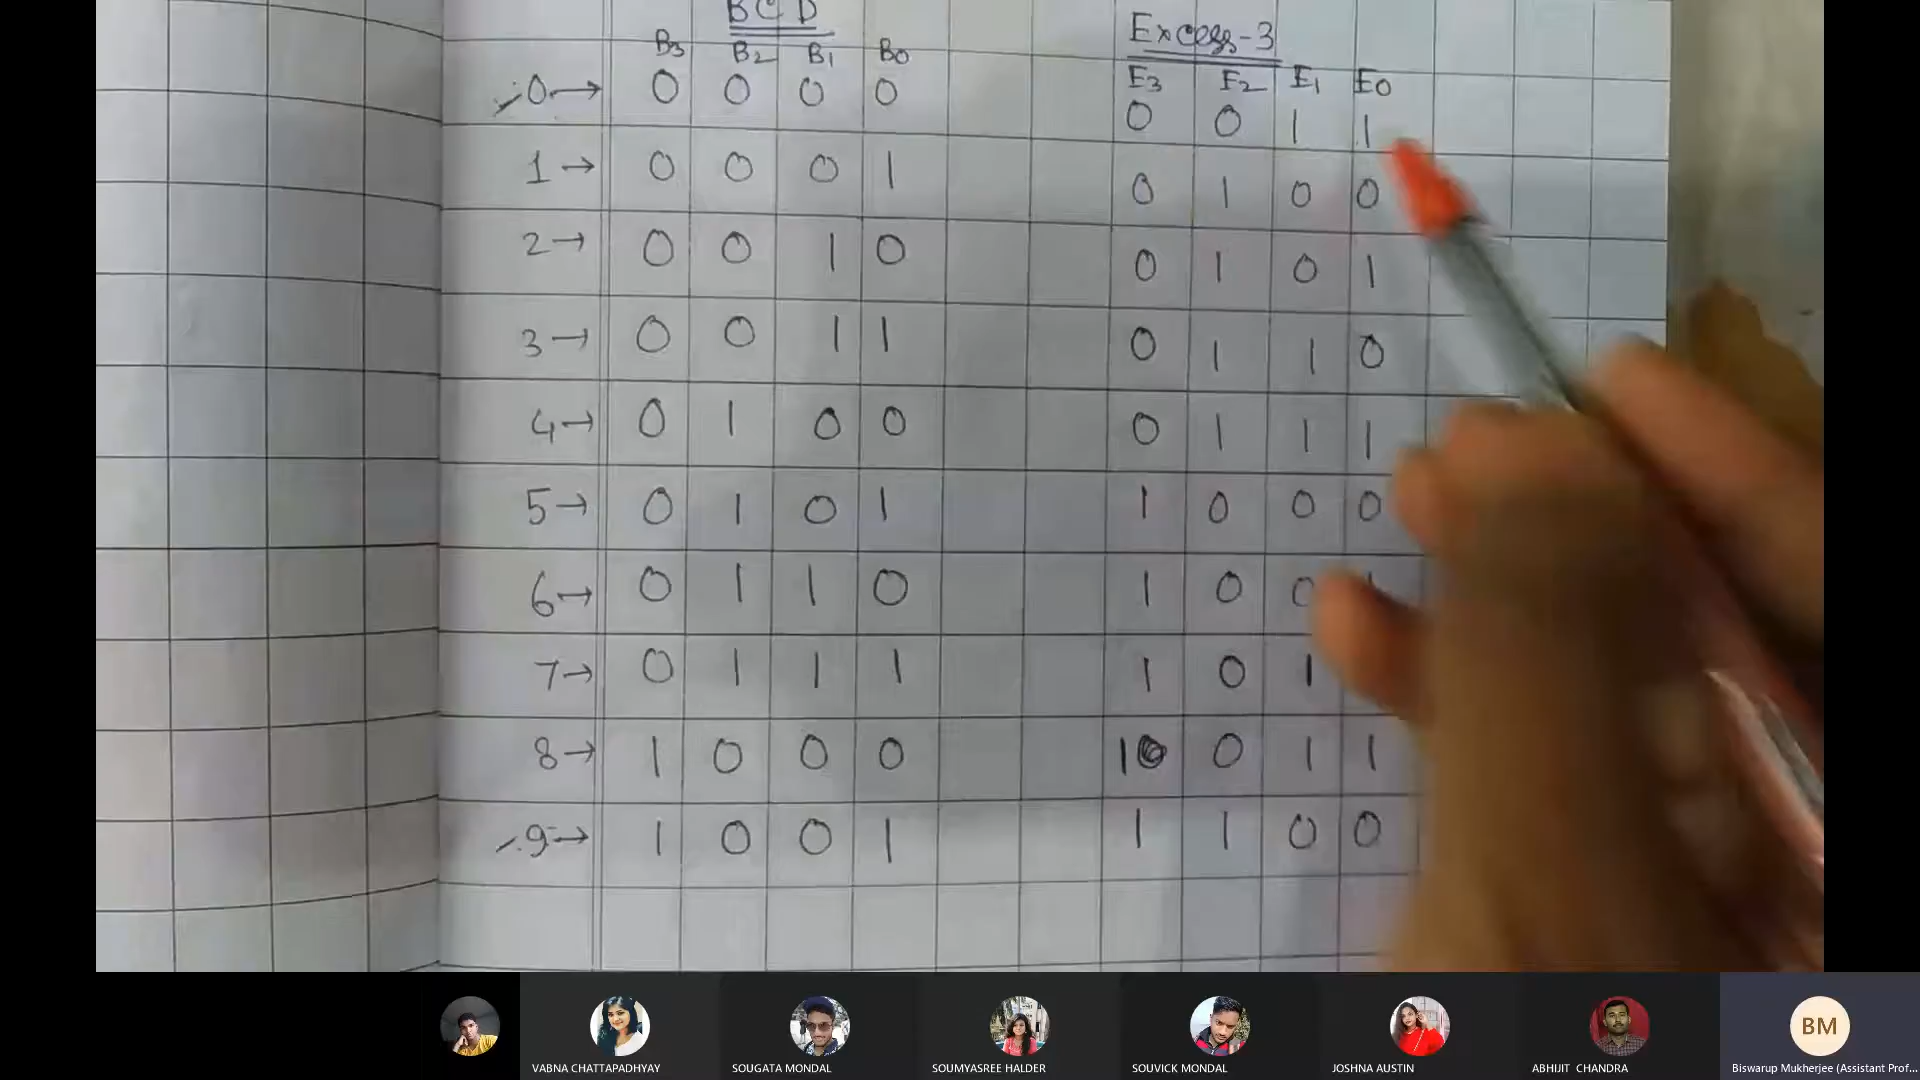 BCD
Excess-3
B3 B2 B1 B0
E3 E2 E1 E0
0→ 0 0 0 0 0 0 1 1
1→ 0 0 0 1 0 1 0 0
2→ 0 0 1 0 0 1 0 1
3→ 0 0 1 1 0 1 1 0
4→ 0 1 0 0 0 1 1 1
5→ 0 1 0 1 1 0 0 0
6→ 0 1 1 0 1 0 0 1
7→ 0 1 1 1 1 0 1
8→ 1 0 0 0 1 0 1 1
9→ 1 0 0 1 1 1 0 0
BM
VABNA CHATTAPADHYAY SOUGATA MONDAL SOUMYASREE HALDER SOUVICK MONDAL JOSHNA AUSTIN ABHIJIT CHANDRA Biswarup Mukherjee (Assistant Prof...